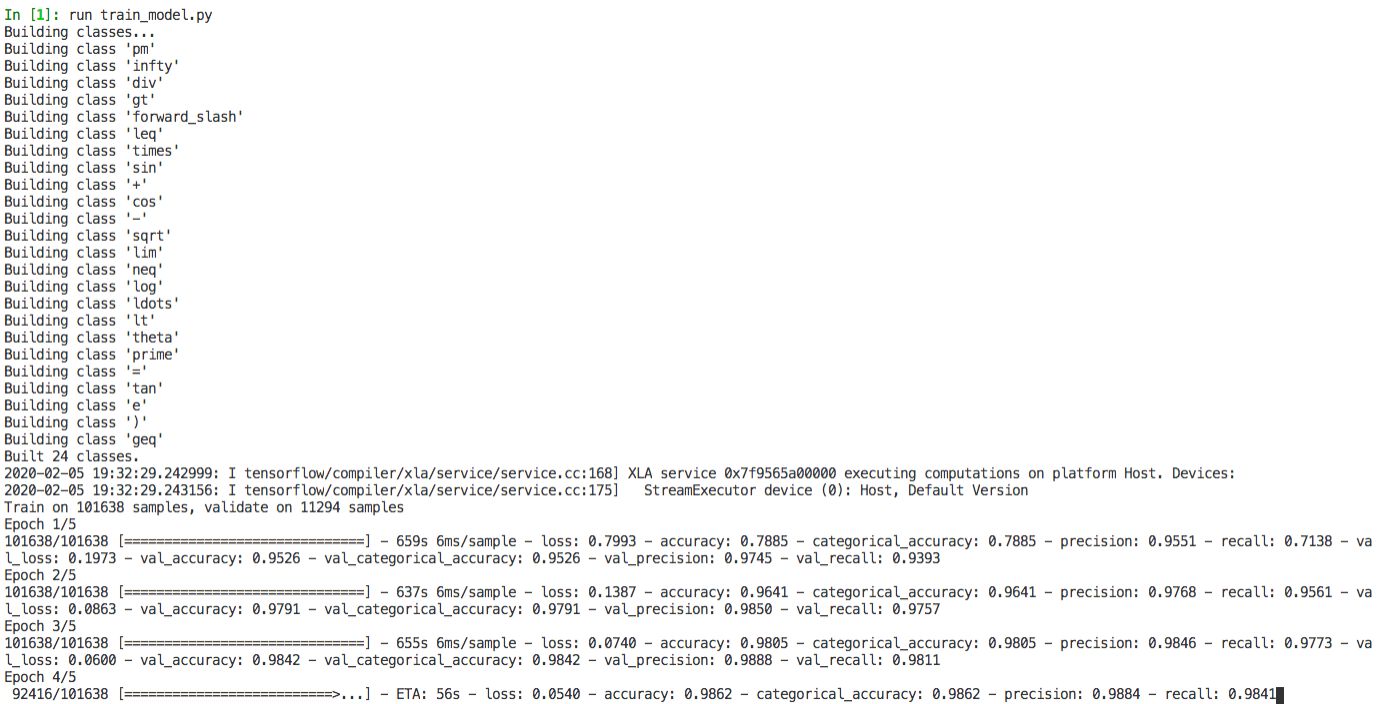 In [1]: run train_model.py
Building classes...
Building class 'pm'
Building class 'infty'
Building class 'div'
Building class 'gt'
Building class 'forward_slash'
Building class 'leq'
Building class 'times'
Building class 'sin'
Building class '+'
Building class 'cos'
Building class '-'
Building class 'sqrt'
Building class 'lim'
Building class 'neq'
Building class 'log'
Building class 'ldots'
Building class 'lt'
Building class 'theta'
Building class 'prime'
Building class '='
Building class 'tan'
Building class 'e'
Building class ')'
Building class 'geq'
Built 24 classes.
2020-02-05 19:32:29.242999: I tensorflow/compiler/xla/service/service.cc:168] XLA service 0x7f9565a00000 executing computations on platform Host. Devices:
2020-02-05 19:32:29.243156: I tensorflow/compiler/xla/service/service.cc:175]   StreamExecutor device (0): Host, Default Version
Train on 101638 samples, validate on 11294 samples
Epoch 1/5
101638/101638 [==============================] - 659s 6ms/sample - loss: 0.7993 - accuracy: 0.7885 - categorical_accuracy: 0.7885 - precision: 0.9551 - recall: 0.7138 - va
l_loss: 0.1973 - val_accuracy: 0.9526 - val_categorical_accuracy: 0.9526 - val_precision: 0.9745 - val_recall: 0.9393
Epoch 2/5
101638/101638 [==============================] - 637s 6ms/sample - loss: 0.1387 - accuracy: 0.9641 - categorical_accuracy: 0.9641 - precision: 0.9768 - recall: 0.9561 - va
l_loss: 0.0863 - val_accuracy: 0.9791 - val_categorical_accuracy: 0.9791 - val_precision: 0.9850 - val_recall: 0.9757
Epoch 3/5
101638/101638 [==============================] - 655s 6ms/sample - loss: 0.0740 - accuracy: 0.9805 - categorical_accuracy: 0.9805 - precision: 0.9846 - recall: 0.9773 - va
l_loss: 0.0600 - val_accuracy: 0.9842 - val_categorical_accuracy: 0.9842 - val_precision: 0.9888 - val_recall: 0.9811
Epoch 4/5
 92416/101638 [==========================>...] - ETA: 56s - loss: 0.0540 - accuracy: 0.9862 - categorical_accuracy: 0.9862 - precision: 0.9884 - recall: 0.9841